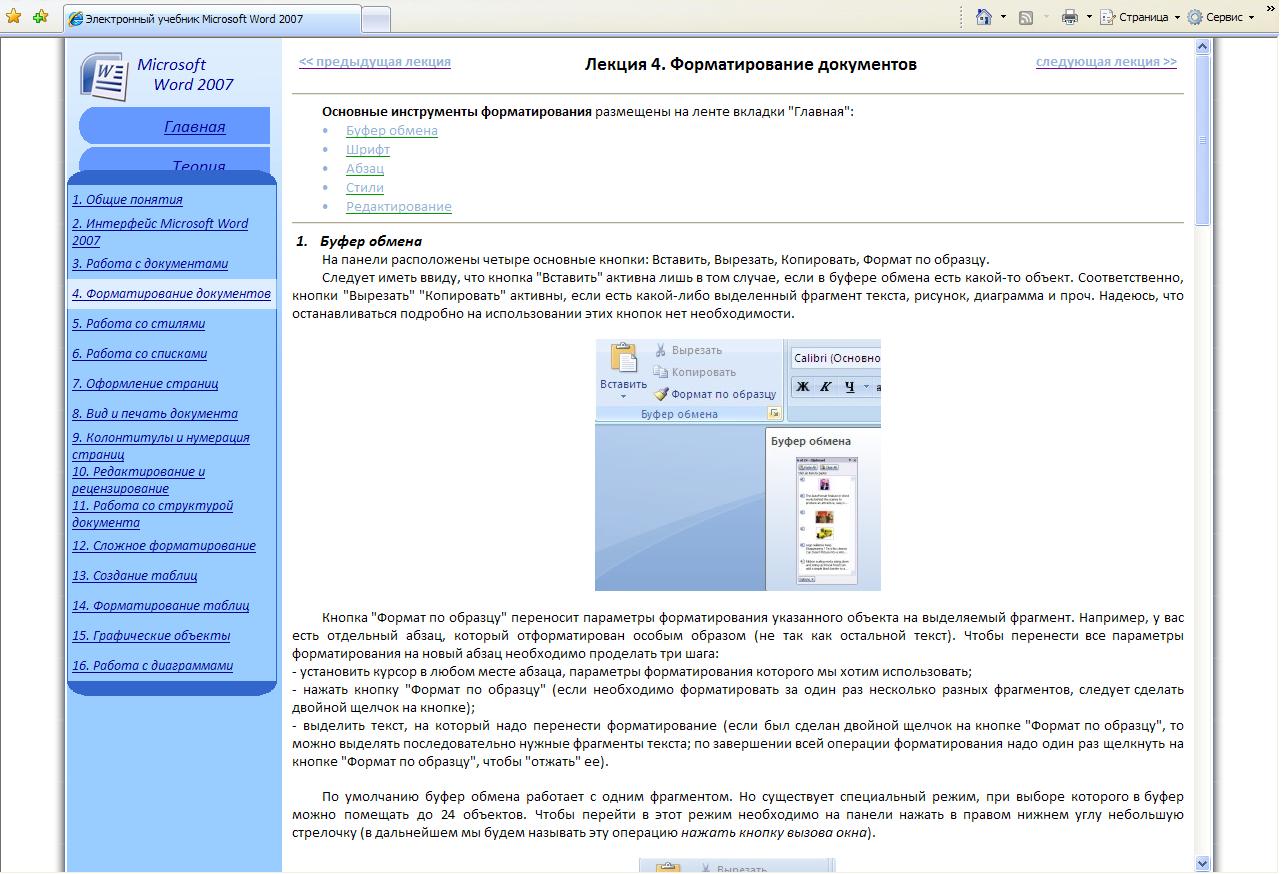 Электронный учебник Microsoft Word 2007
Страница
Сервис
»
Microsoft
Word 2007
Главная
Теория
1. Общие понятия
2. Интерфейс Microsoft Word
2007
3. Работа с документами
4. Форматирование документов
5. Работа со стилями
6. Работа со списками
7. Оформление страниц
8. Вид и печать документа
9. Колонтитулы и нумерация
страниц
10. Редактирование и
рецензирование
11. Работа со структурой
документа
12. Сложное форматирование
13. Создание таблиц
14. Форматирование таблиц
15. Графические объекты
16. Работа с диаграммами
<< предыдущая лекция
Лекция 4. Форматирование документов
следующая лекция >>
Основные инструменты форматирования размещены на ленте вкладки "Главная":
• Буфер обмена
• Шрифт
• Абзац
• Стили
• Редактирование
1. Буфер обмена
На панели расположены четыре основные кнопки: Вставить, Вырезать, Копировать, Формат по образцу.
Следует иметь ввиду, что кнопка "Вставить" активна лишь в том случае, если в буфере обмена есть какой-то объект. Соответственно,
кнопки "Вырезать" "Копировать" активны, если есть какой-либо выделенный фрагмент текста, рисунок, диаграмма и проч. Надеюсь, что
останавливаться подробно на использовании этих кнопок нет необходимости.
Вырезать
Копировать
Вставить
Формат по образцу
Буфер обмена
Calibri (Основно
Ж К Ч
Буфер обмена
Кнопка "Формат по образцу" переносит параметры форматирования указанного объекта на выделяемый фрагмент. Например, у вас
есть отдельный абзац, который отформатирован особым образом (не так как остальной текст). Чтобы перенести все параметры
форматирования на новый абзац необходимо проделать три шага:
- установить курсор в любом месте абзаца, параметры форматирования которого мы хотим использовать;
- нажать кнопку "Формат по образцу" (если необходимо форматировать за один раз несколько разных фрагментов, следует сделать
двойной щелчок на кнопке);
- выделить текст, на который надо перенести форматирование (если был сделан двойной щелчок на кнопке "Формат по образцу", то
можно выделять последовательно нужные фрагменты текста; по завершении всей операции форматирования надо один раз щелкнуть на
кнопке "Формат по образцу", чтобы "отжать" ее).
По умолчанию буфер обмена работает с одним фрагментом. Но существует специальный режим, при выборе которого в буфер
можно помещать до 24 объектов. Чтобы перейти в этот режим необходимо на панели нажать в правом нижнем углу небольшую
стрелочку (в дальнейшем мы будем называть эту операцию нажать кнопку вызова окна).
Вырезать